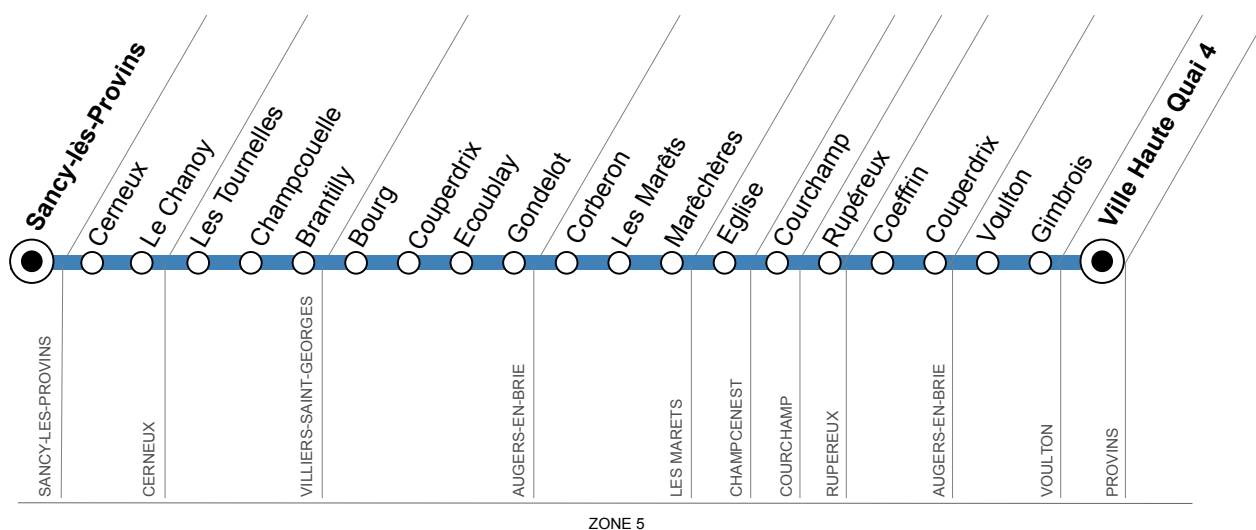 Sancy-lès-Provins
Cerneux
Le Chanoy
Les Tournelles
Champcouelle
Brantilly
Bourg
Couperdrix
Ecoublay
Gondelot
Corberon
Les Marêts
Marêchères
Eglise
Courchamp
Rupéreux
Coeffrin
Couperdrix
Voulton
Gimbrois
Ville Haute Quai 4
SANCY-LES-PROVINS
CERNEUX
VILLIERS-SAINT-GEORGES
AUGERS-EN-BRIE
LES MARETS
CHAMPCENEST
COURCHAMP
RUPEREUX
AUGERS-EN-BRIE
VOULTON
PROVINS
ZONE 5